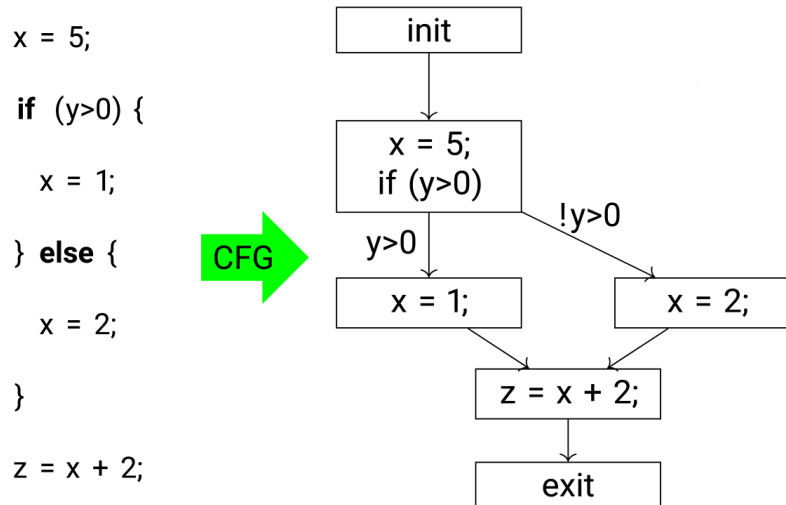 x = 5;
if (y>0) {
x = 1;
} else {
x = 2;
}
z = x + 2;
CFG
init
x = 5;
if (y>0)
y>0
!y>0
x = 1;
x = 2;
z = x + 2;
exit